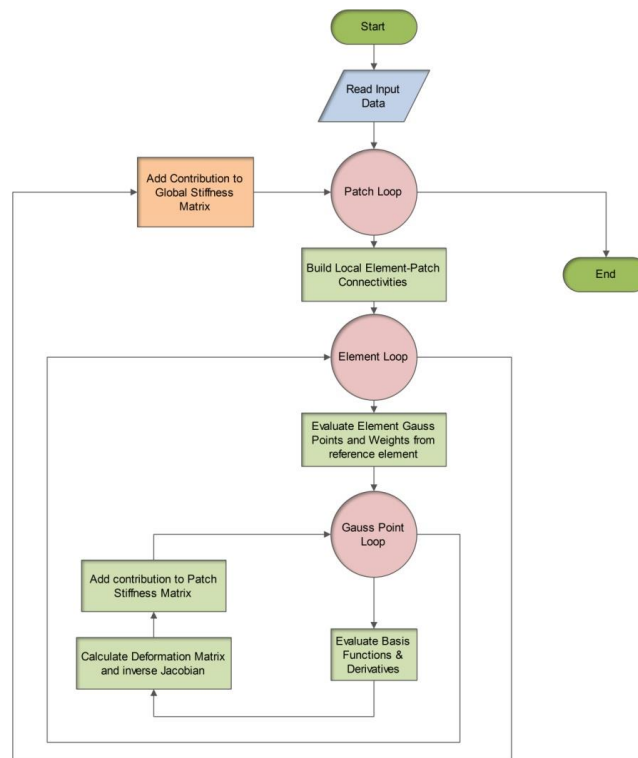 Start
Read Input
Data
Add Contribution to
Global Stiffness
Matrix
Patch Loop
Build Local Element-Patch
Connectivities
End
Element Loop
Evaluate Element Gauss
Points and Weights from
reference element
Gauss Point
Loop
Add contribution to Patch
Stiffness Matrix
Calculate Deformation Matrix
and inverse Jacobian
Evaluate Basis
Functions &
Derivatives